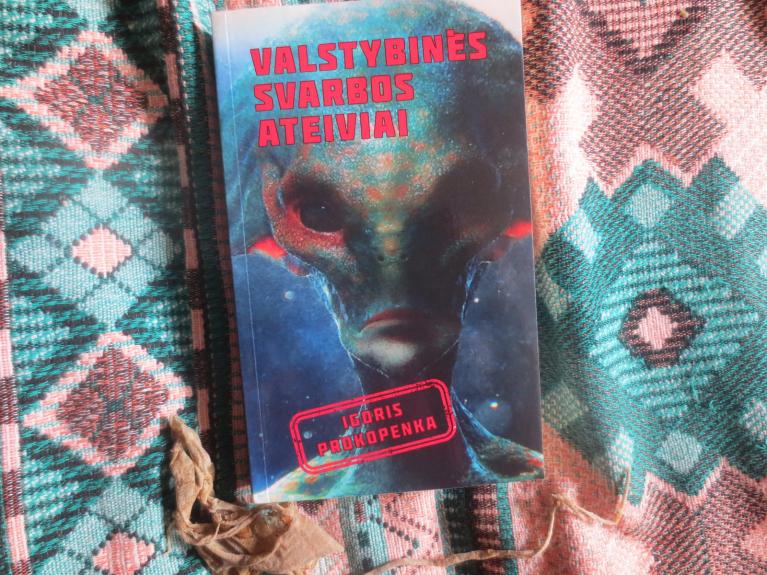 VALSTYBINĖS
SVARBOS
ATEIVIAI
IGORIS
PROKOPENKA